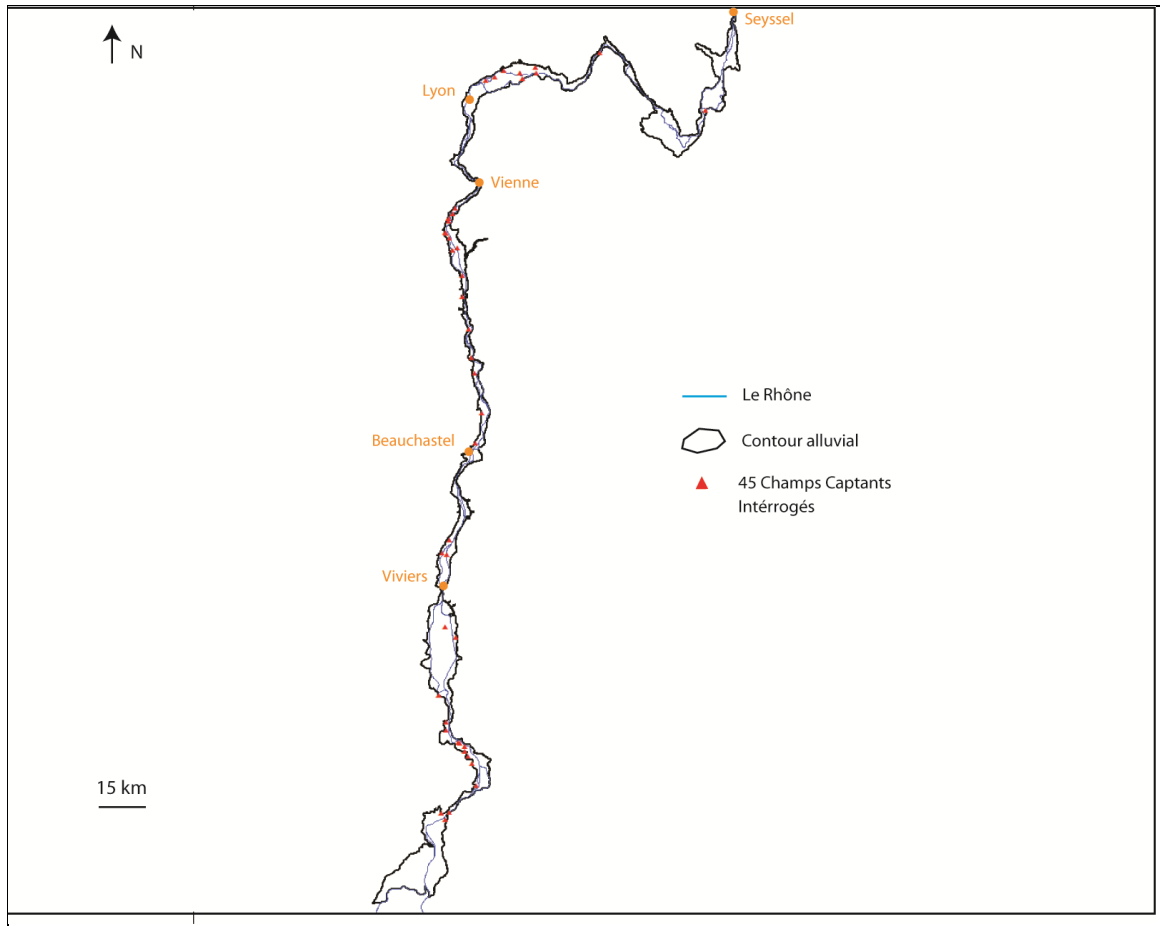 Seyssel
N
Lyon
Vienne
Le Rhône
Beauchastel
Contour alluvial
45 Champs Captants
Intérrogés
Viviers
15 km